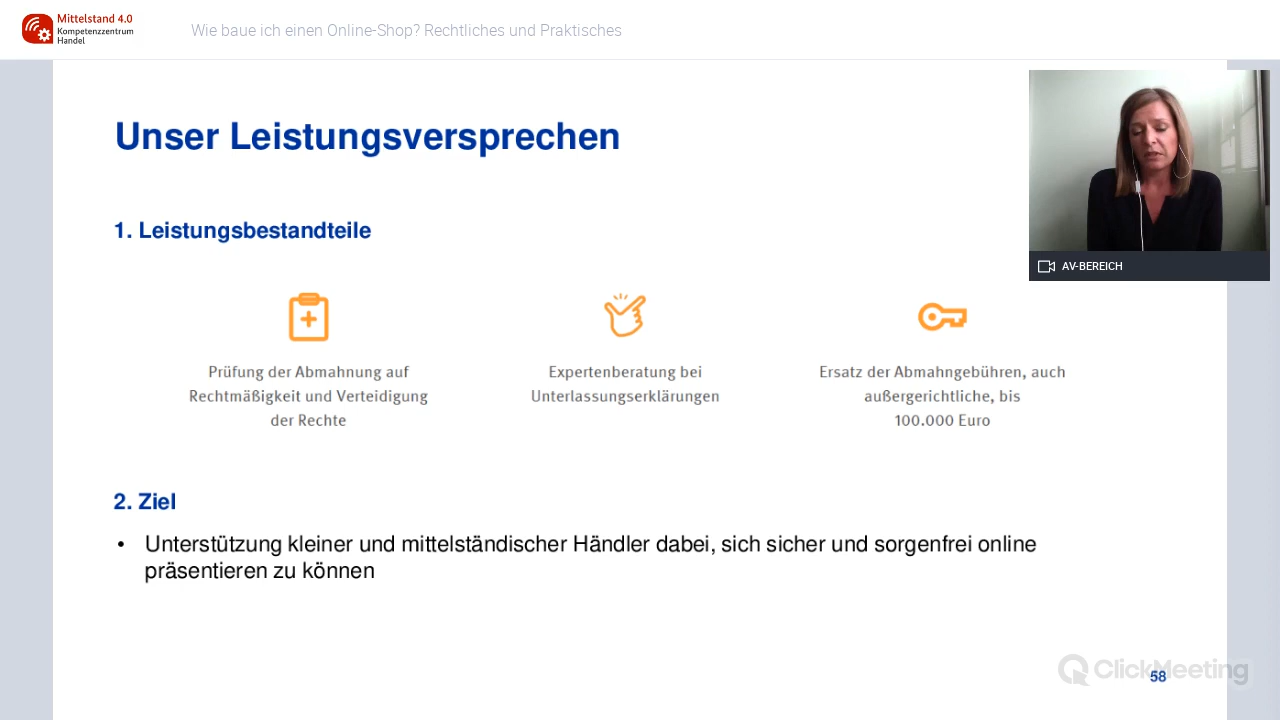 Mittelstand 4.0
Kompetenzzentrum
Handel
Wie baue ich einen Online-Shop? Rechtliches und Praktisches
Unser Leistungsversprechen
AV-BEREICH
1. Leistungsbestandteile
Prüfung der Abmahnung auf
Rechtmäßigkeit und Verteidigung
der Rechte
Expertenberatung bei
Unterlassungserklärungen
Ersatz der Abmahngebühren, auch
außergerichtliche, bis
100.000 Euro
2. Ziel
• Unterstützung kleiner und mittelständischer Händler dabei, sich sicher und sorgenfrei online
präsentieren zu können
ClickMeeting
58